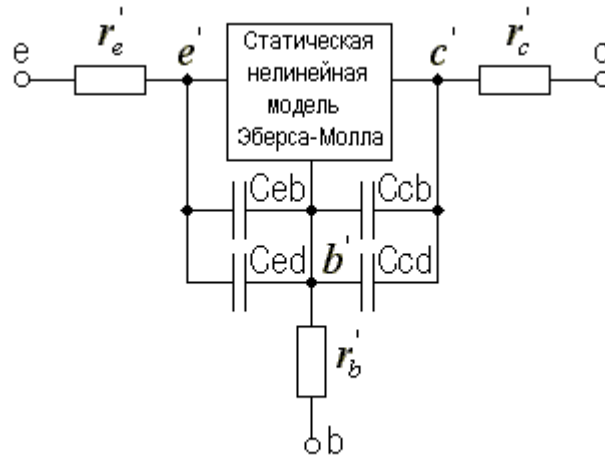 e
r'e
e'
Статическая
нелинейная
модель
Эберса-Молла
c'
r'c
c
Ceb
Ccb
Ced
b'
Ccd
r'b
b